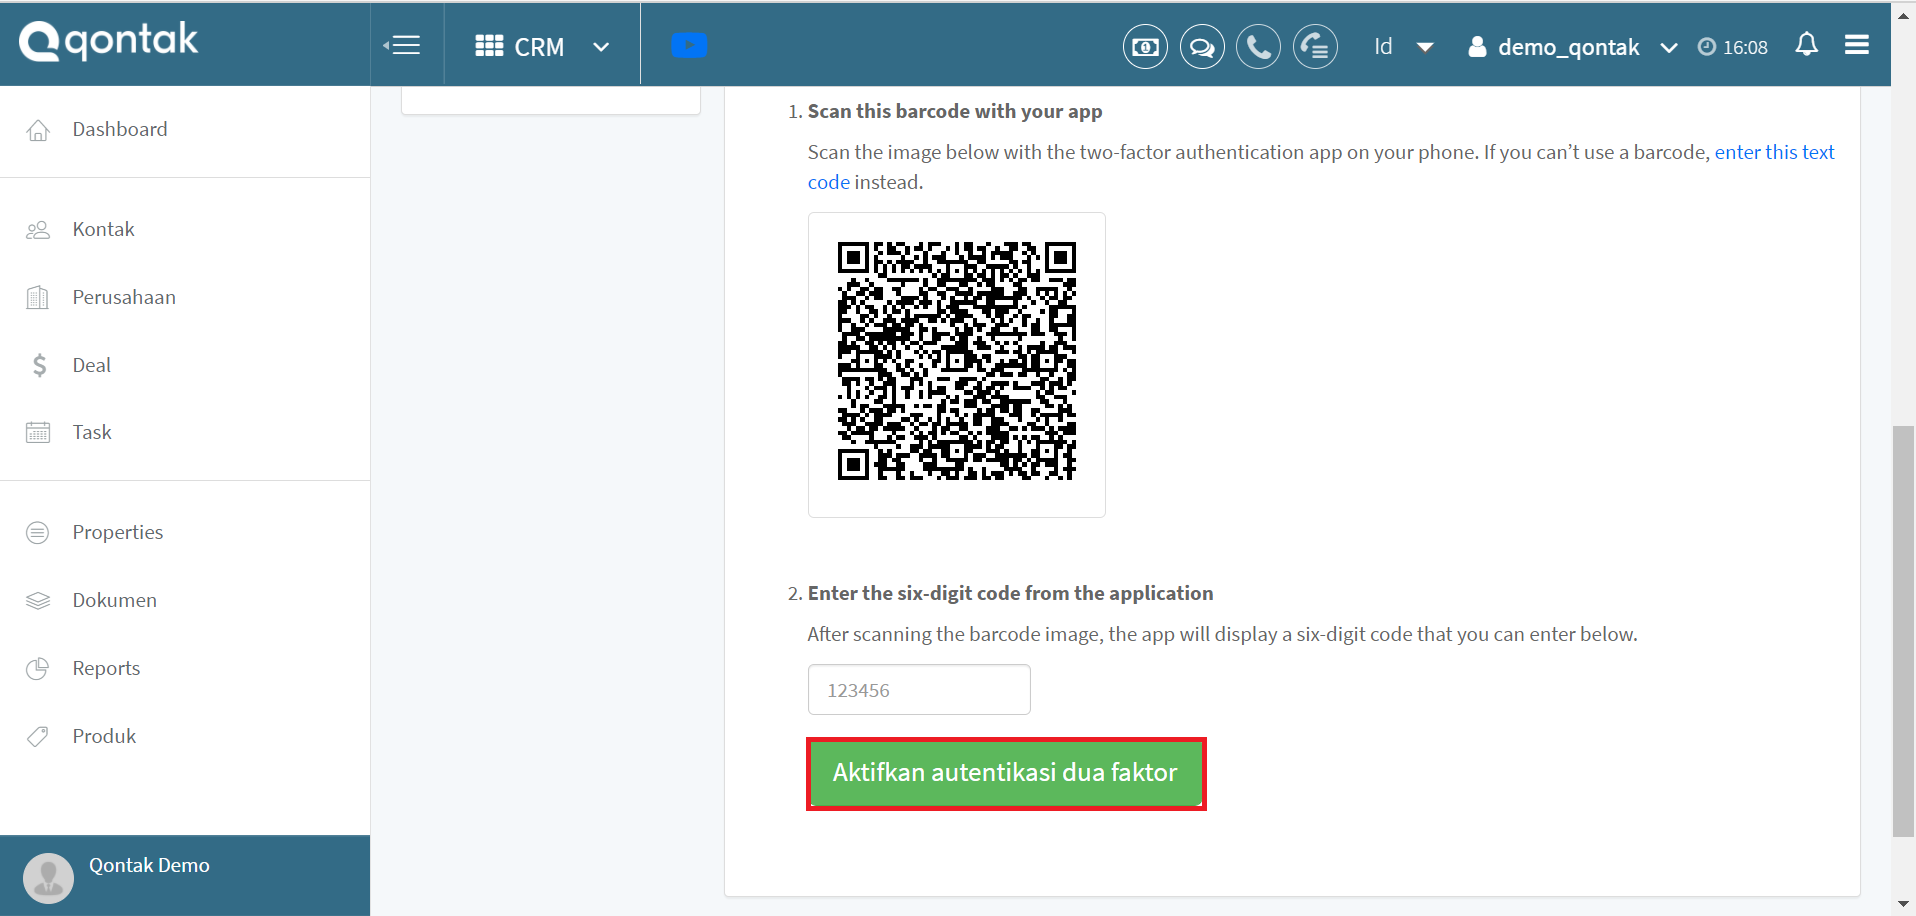 qontak
CRM
Id
demo_qontak
16:08
Dashboard
Kontak
Perusahaan
Deal
Task
Properties
Dokumen
Reports
Produk
Qontak Demo
1. Scan this barcode with your app
Scan the image below with the two-factor authentication app on your phone. If you can’t use a barcode, enter this text
code instead.
2. Enter the six-digit code from the application
After scanning the barcode image, the app will display a six-digit code that you can enter below.
123456
Aktifkan autentikasi dua faktor